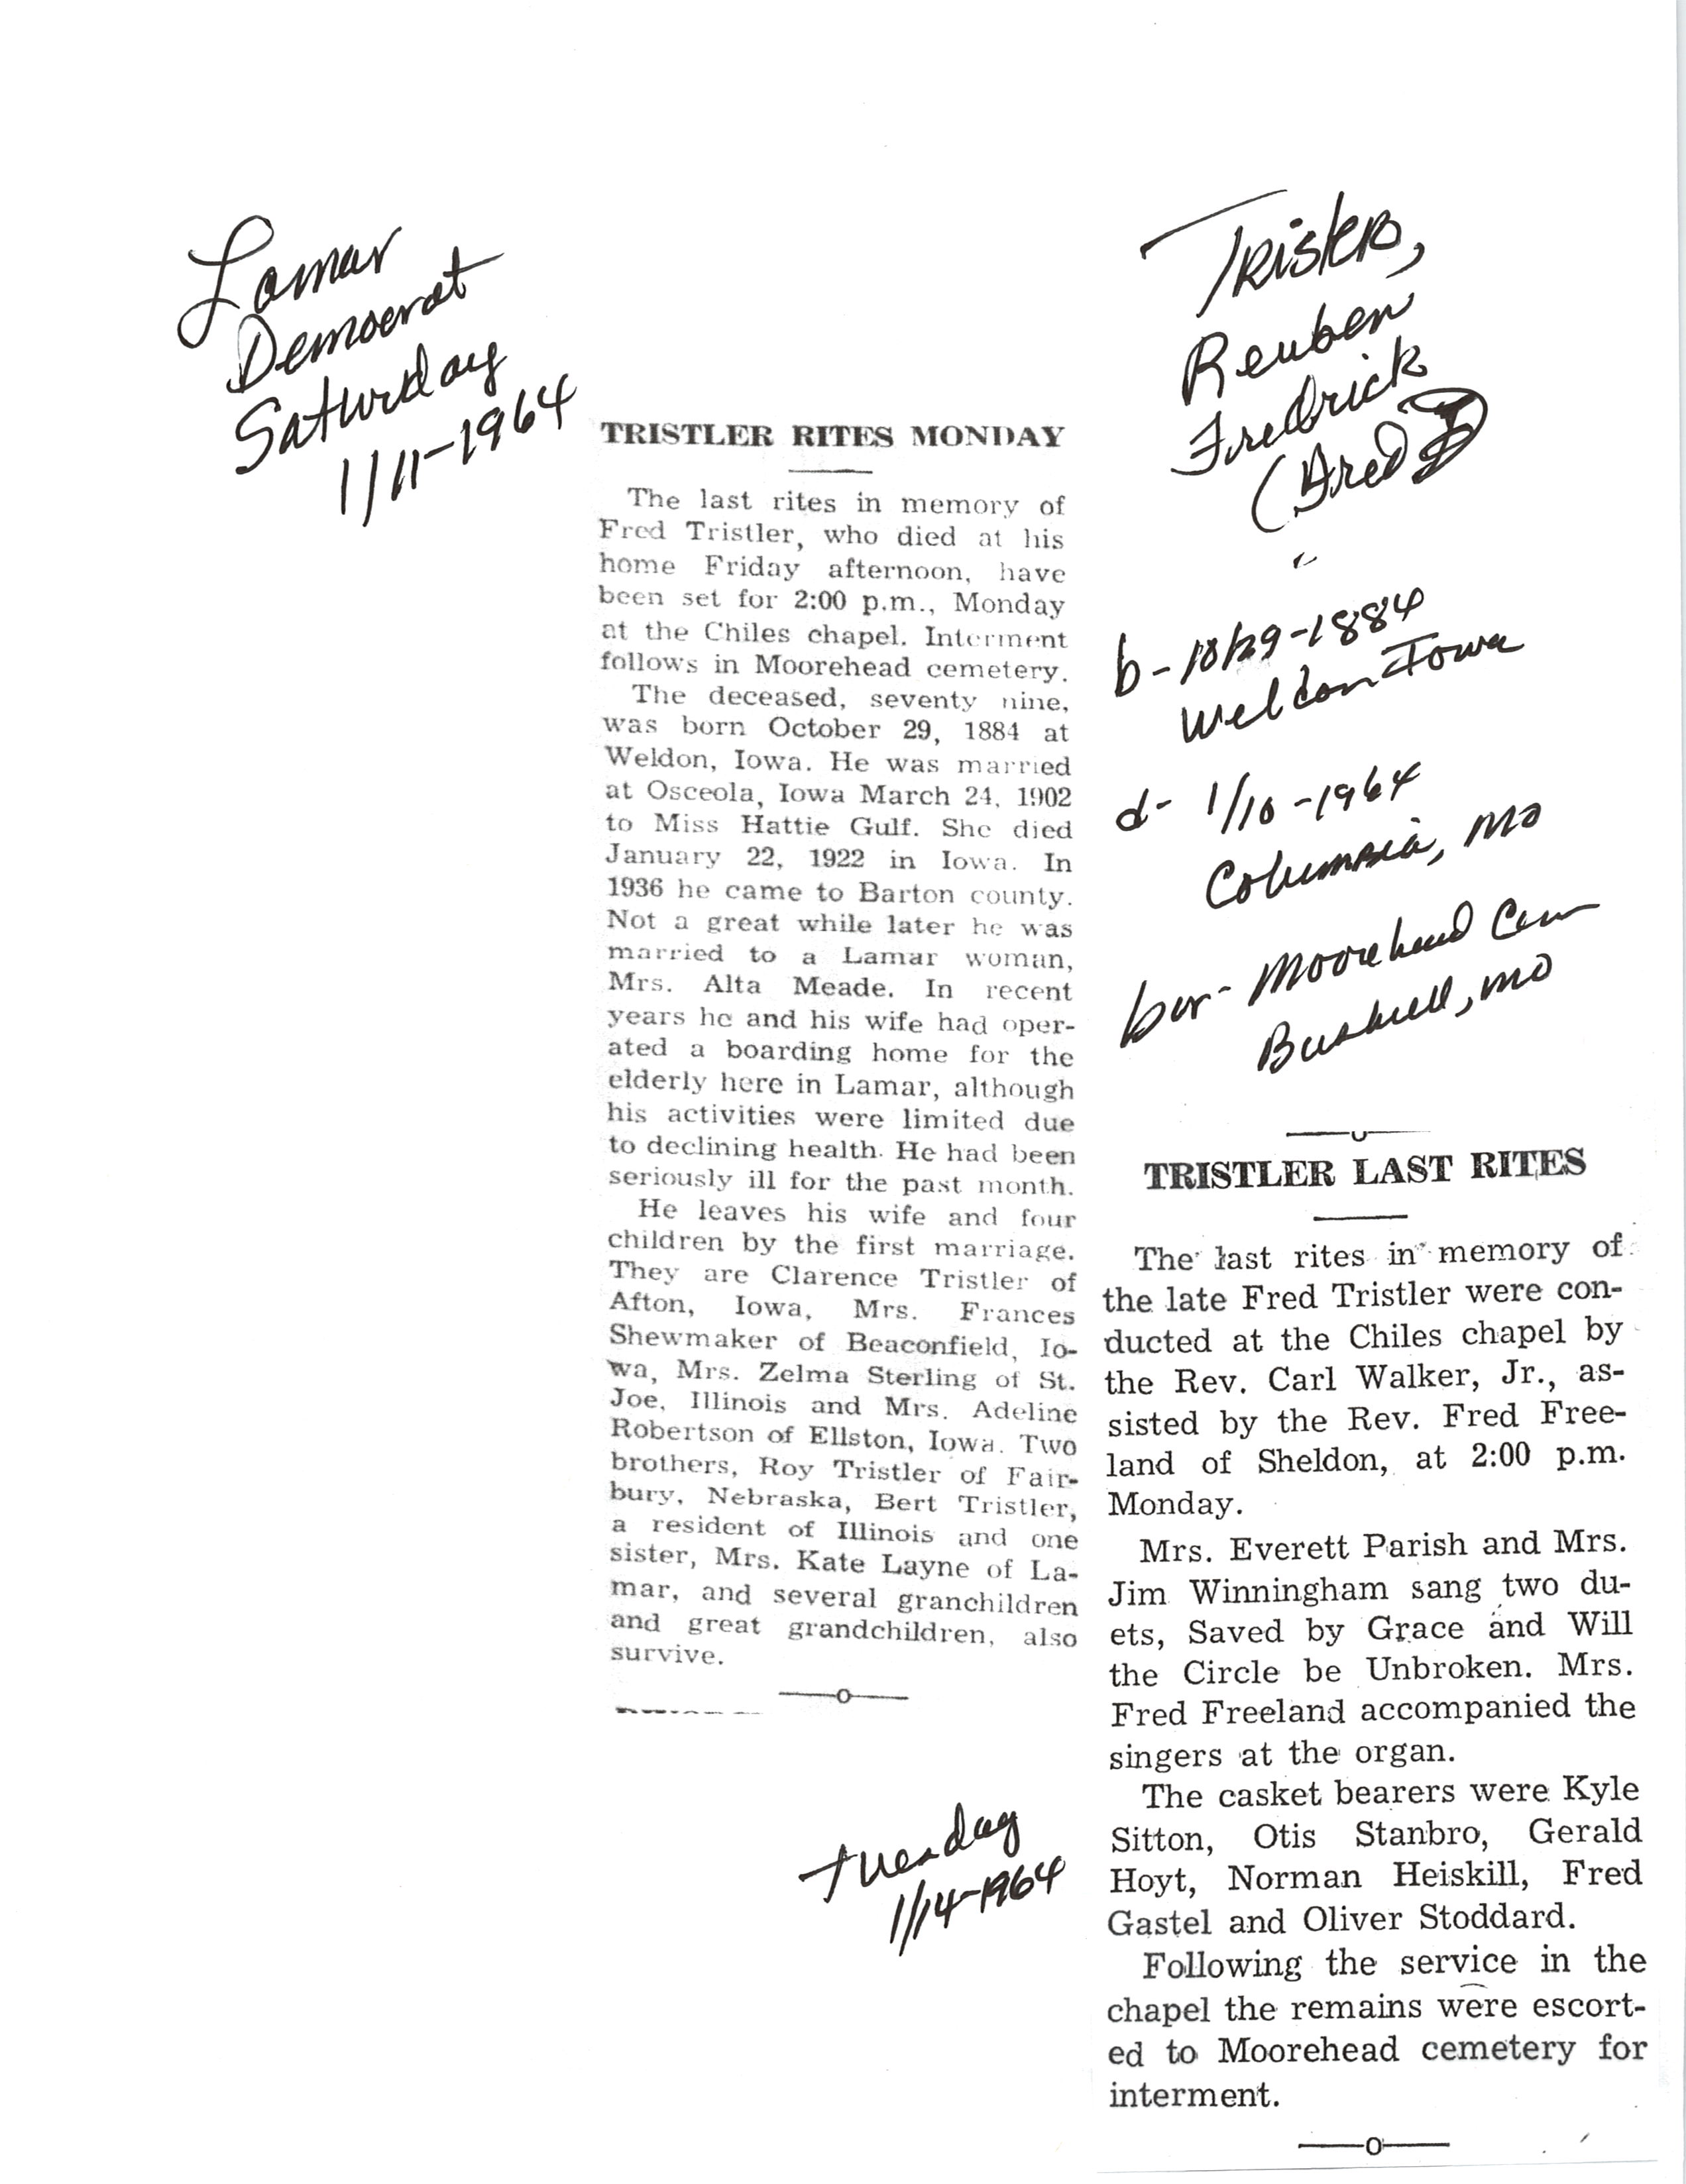 Lamar
Democrat
Saturday
1/11-1964
TRISTLER RITES MONDAY
The last rites in memory of
Fred Tristler, who died at his
home Friday afternoon, have
been set for 2:00 p.m., Monday
at the Chiles chapel. Interment
follows in Moorehead cemetery.
The deceased, seventy nine,
was born October 29, 1884 at
Weldon, Iowa. He was married
at Osceola, Iowa March 24, 1902
to Miss Hattie Gulf. She died
January 22, 1922 in Iowa. In
1936 he came to Barton county.
Not a great while later he was
married to a Lamar woman,
Mrs. Alta Meade. In recent
years he and his wife had oper-
ated a boarding home for the
elderly here in Lamar, although
his activities were limited due
to declining health. He had been
seriously ill for the past month.
He leaves his wife and four
children by the first marriage.
They are Clarence Tristler of
Afton, Iowa, Mrs. Frances
Shewmaker of Beaconfield, Io-
wa, Mrs. Zelma Sterling of St.
Joe, Illinois and Mrs. Adeline
Robertson of Ellston, Iowa. Two
brothers, Roy Tristler of Fair-
bury, Nebraska, Bert Tristler,
a resident of Illinois and one
sister, Mrs. Kate Layne of La-
mar, and several granchildren
and great grandchildren, also
survive.
Tuesday
1/14-1964
Reuben
Fredrick
(Fred)
b- 10/29-1884
Weldon Iowa
d- 1/10-1964
Columbia, Mo
bur- Moorehead Cem
Bushnell, Mo
TRISTLER LAST RITES
The last rites in memory of
the late Fred Tristler were con-
ducted at the Chiles chapel by
the Rev. Carl Walker, Jr., as-
sisted by the Rev. Fred Free-
land of Sheldon, at 2:00 p.m.
Monday.
Mrs. Everett Parish and Mrs.
Jim Winningham sang two du-
ets, Saved by Grace and Will
the Circle be Unbroken. Mrs.
Fred Freeland accompanied the
singers at the organ.
The casket bearers were Kyle
Sitton, Otis Stanbro, Gerald
Hoyt, Norman Heiskill, Fred
Gastel and Oliver Stoddard.
Following the service in the
chapel the remains were escort-
ed to Moorehead cemetery for
interment.